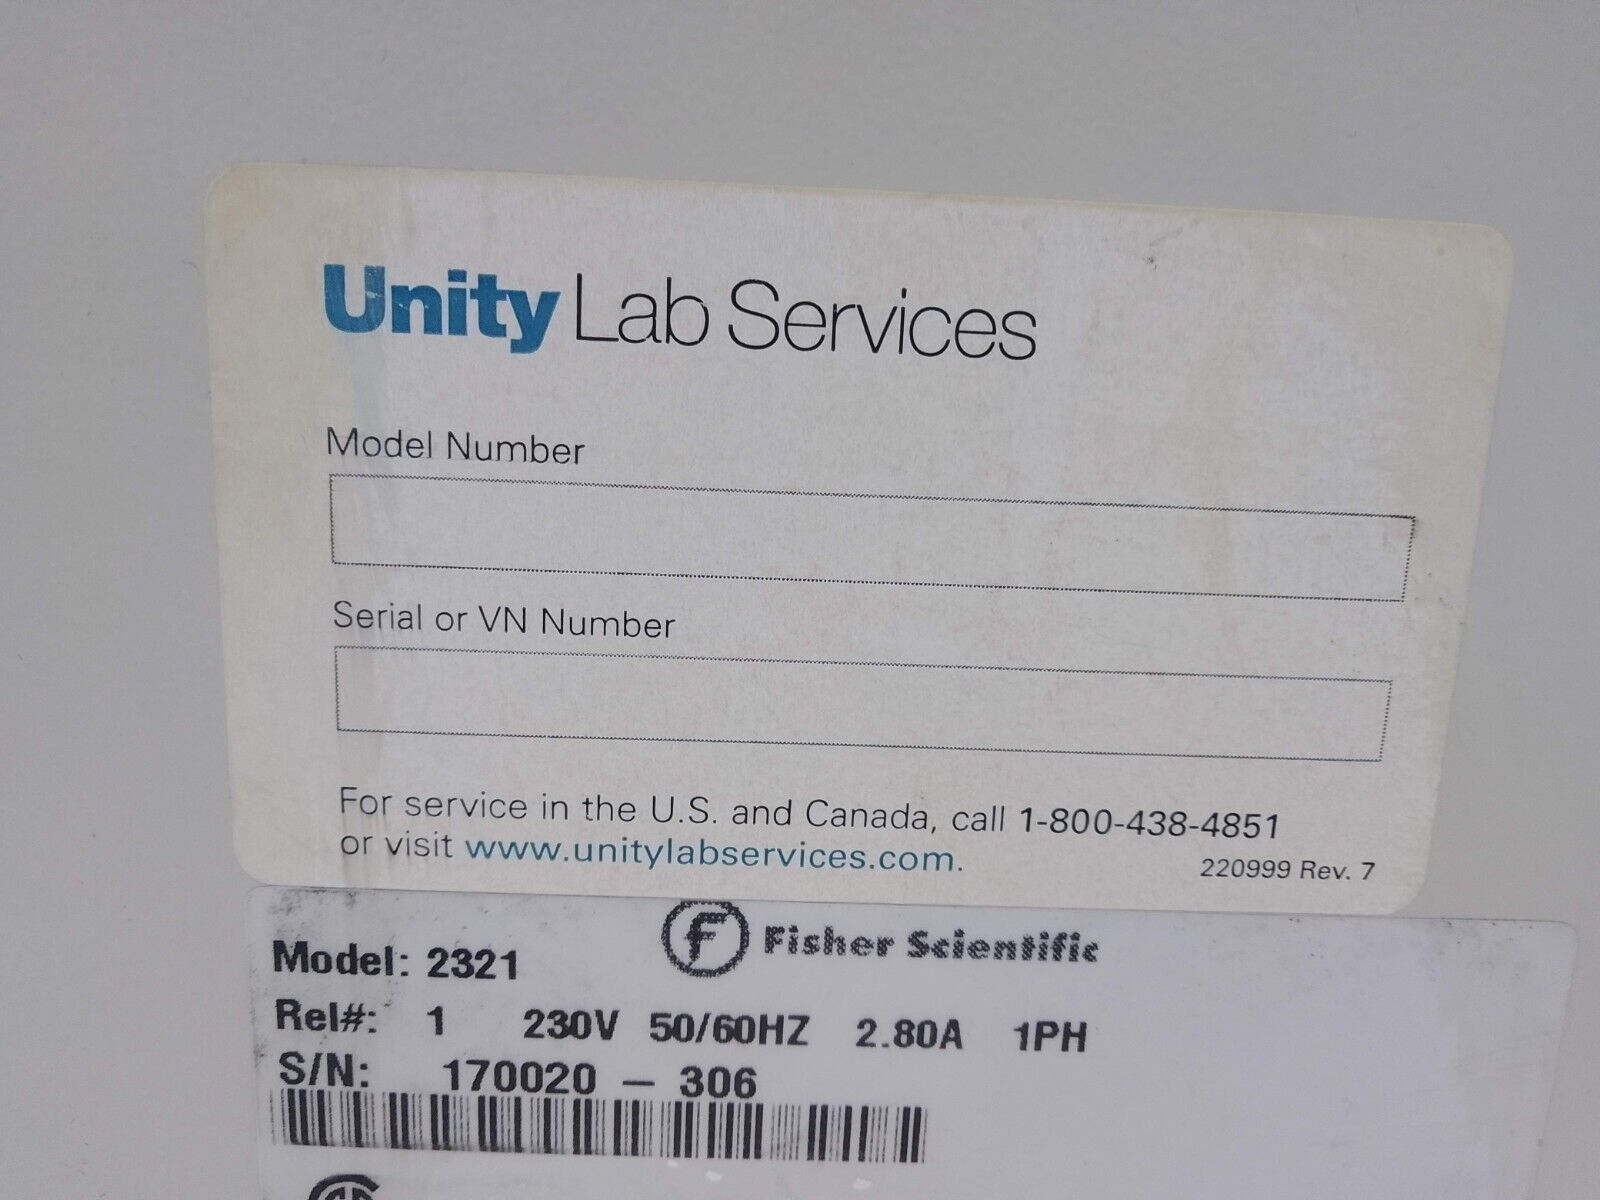 Unity Lab Services
Model Number
Serial or VN Number
For service in the U.S. and Canada, call 1-800-438-4851
or visit www.unitylabservices.com.
220999 Rev. 7
F Fisher Scientific
Model: 2321
Rel#: 1 230V 50/60HZ 2.80A 1PH
S/N: 170020 – 306